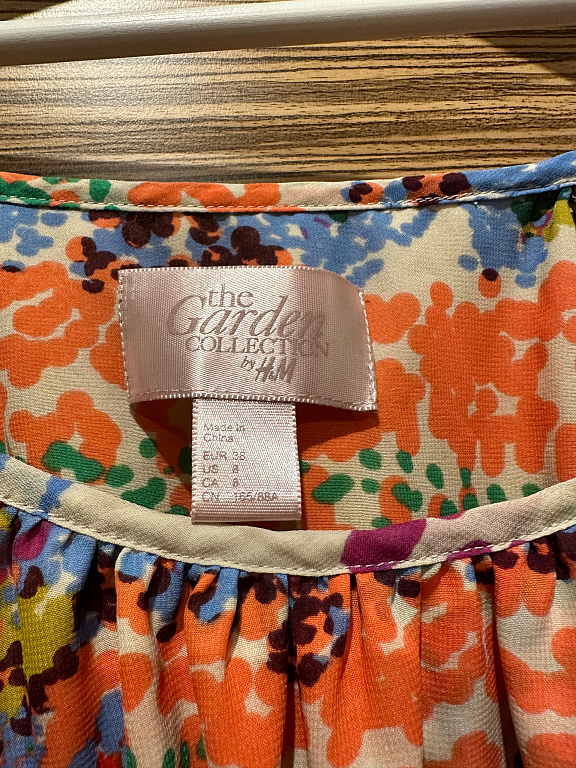 the
Garden
COLLECTION
by H&M
Made in
China
EUR 38
US 8
CA 8
CN 165/88A